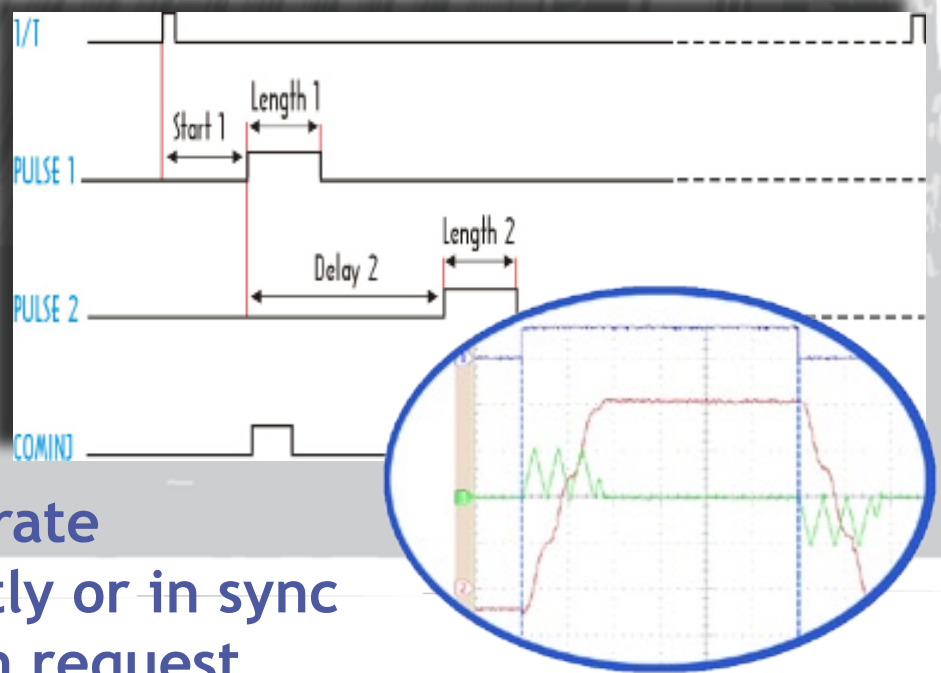 1/T
Length 1
Start 1
PULSE 1
Length 2
Delay 2
PULSE 2
COMINJ
rate
tly or in sync
request